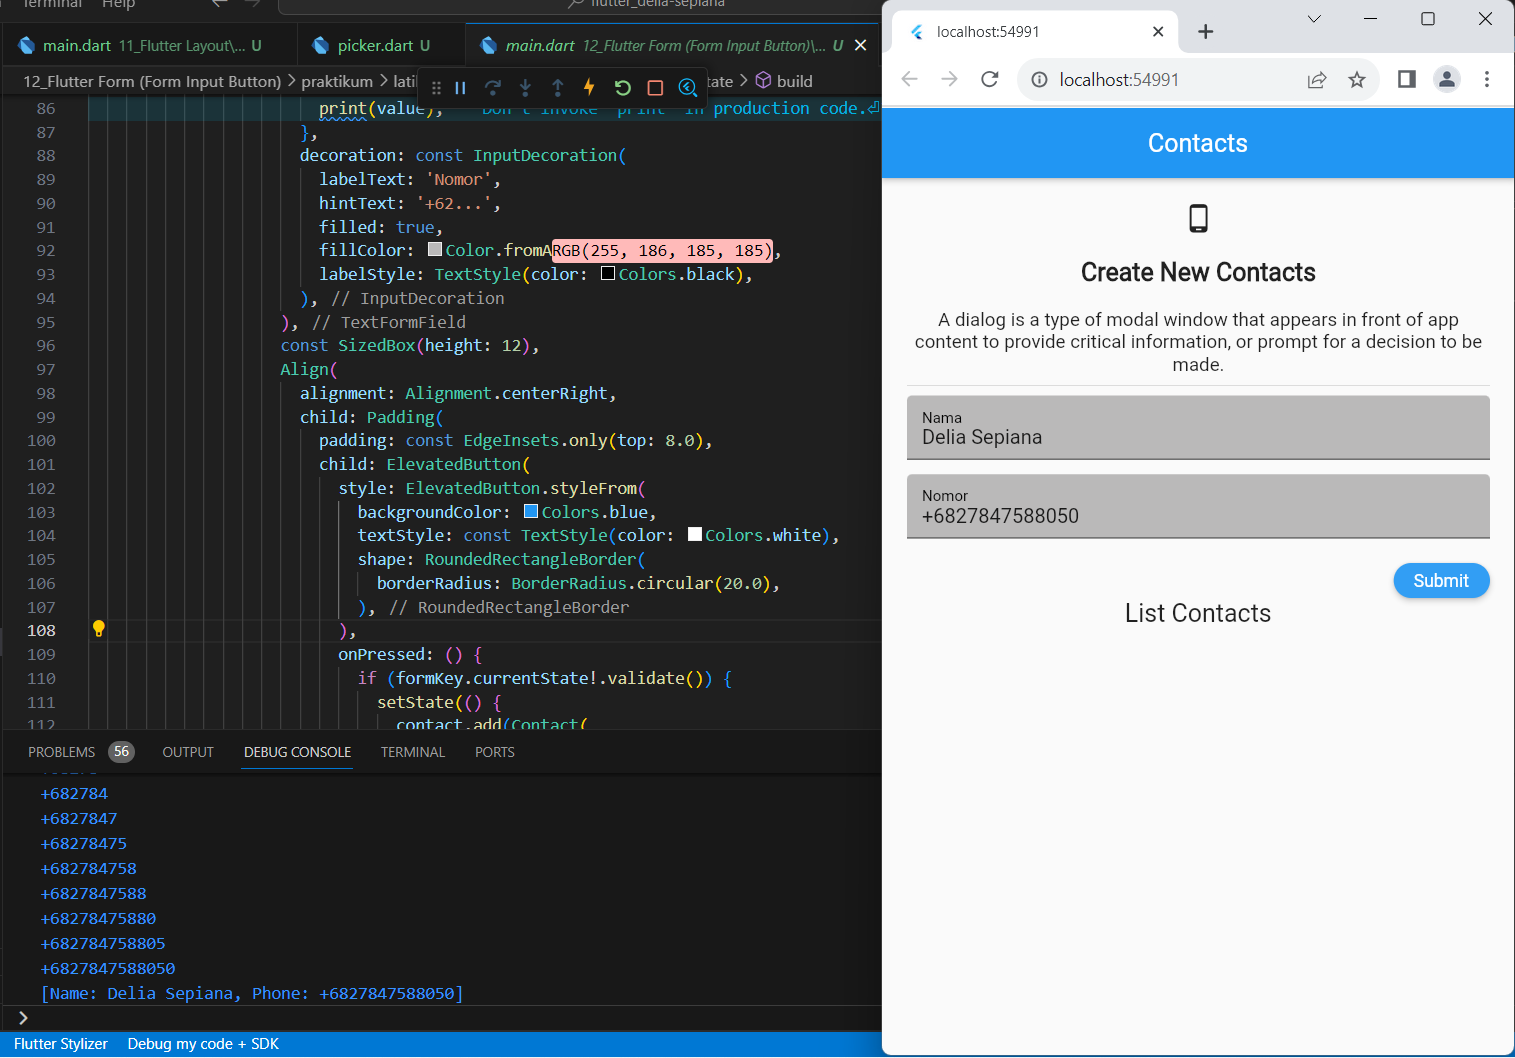 Terminal Help
flutter_delia-sepiana
main.dart 11_Flutter Layout\... U
picker.dart U
main.dart 12_Flutter Form (Form Input Button)\... U
12_Flutter Form (Form Input Button) > praktikum > lati
tate > build
86 print(value); Don't invoke 'print' in production code.
87 },
88 decoration: const InputDecoration(
89 labelText: 'Nomor',
90 hintText: '+62...',
91 filled: true,
92 fillColor: Color.fromARGB(255, 186, 185, 185),
93 labelStyle: TextStyle(color: Colors.black),
94 ), // InputDecoration
95 ), // TextFormField
96 const SizedBox(height: 12),
97 Align(
98 alignment: Alignment.centerRight,
99 child: Padding(
100 padding: const EdgeInsets.only(top: 8.0),
101 child: ElevatedButton(
102 style: ElevatedButton.styleFrom(
103 backgroundColor: Colors.blue,
104 textStyle: const TextStyle(color: Colors.white),
105 shape: RoundedRectangleBorder(
106 borderRadius: BorderRadius.circular(20.0),
107 ), // RoundedRectangleBorder
108 ),
109 onPressed: () {
110 if (formKey.currentState!.validate()) {
111 setState(() {
112 contact.add(Contact(
PROBLEMS 56 OUTPUT DEBUG CONSOLE TERMINAL PORTS
+68278
+682784
+6827847
+68278475
+682784758
+6827847588
+68278475880
+682784758805
+6827847588050
[Name: Delia Sepiana, Phone: +6827847588050]
>
Flutter Stylizer Debug my code + SDK
localhost:54991
localhost:54991
Contacts
Create New Contacts
A dialog is a type of modal window that appears in front of app
content to provide critical information, or prompt for a decision to be
made.
Nama
Delia Sepiana
Nomor
+6827847588050
Submit
List Contacts